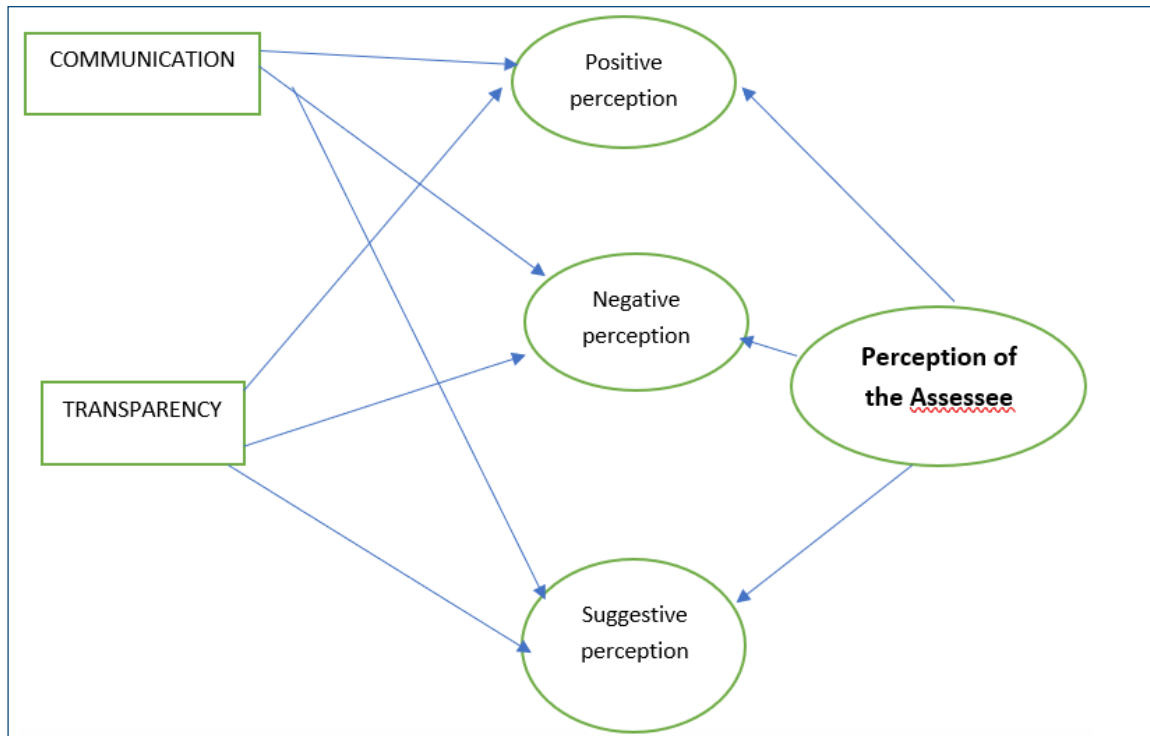 COMMUNICATION
Positive
perception
Negative
perception
Perception of
the Assessee
TRANSPARENCY
Suggestive
perception